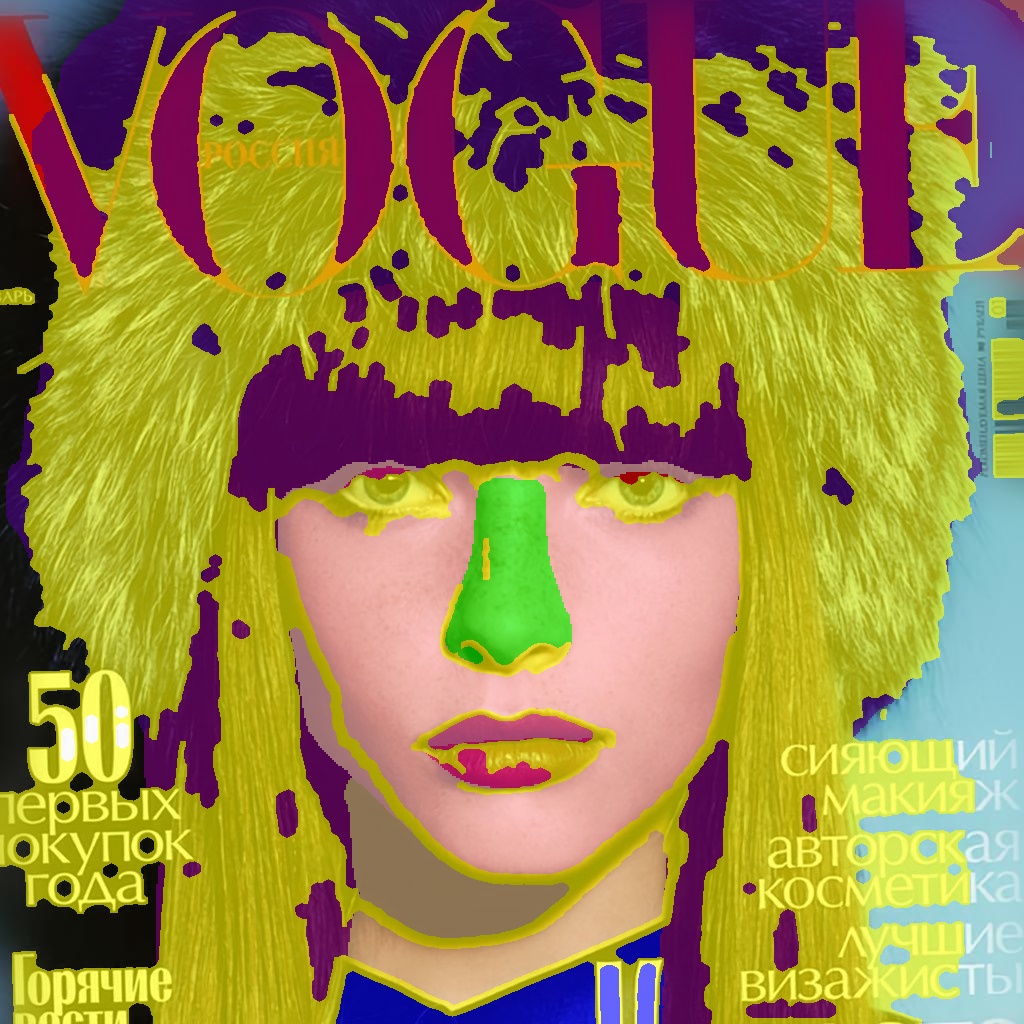 VOGUE
РОССИЯ
50
первых
покупок
года
Горячие
сияющий
макияж
авторская
косметика
лучшие
визажисты